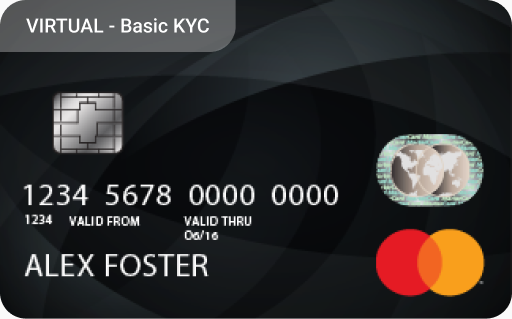 VIRTUAL - Basic KYC
1234 5678 0000 0000
1234 VALID FROM VALID THRU
06/16
ALEX FOSTER